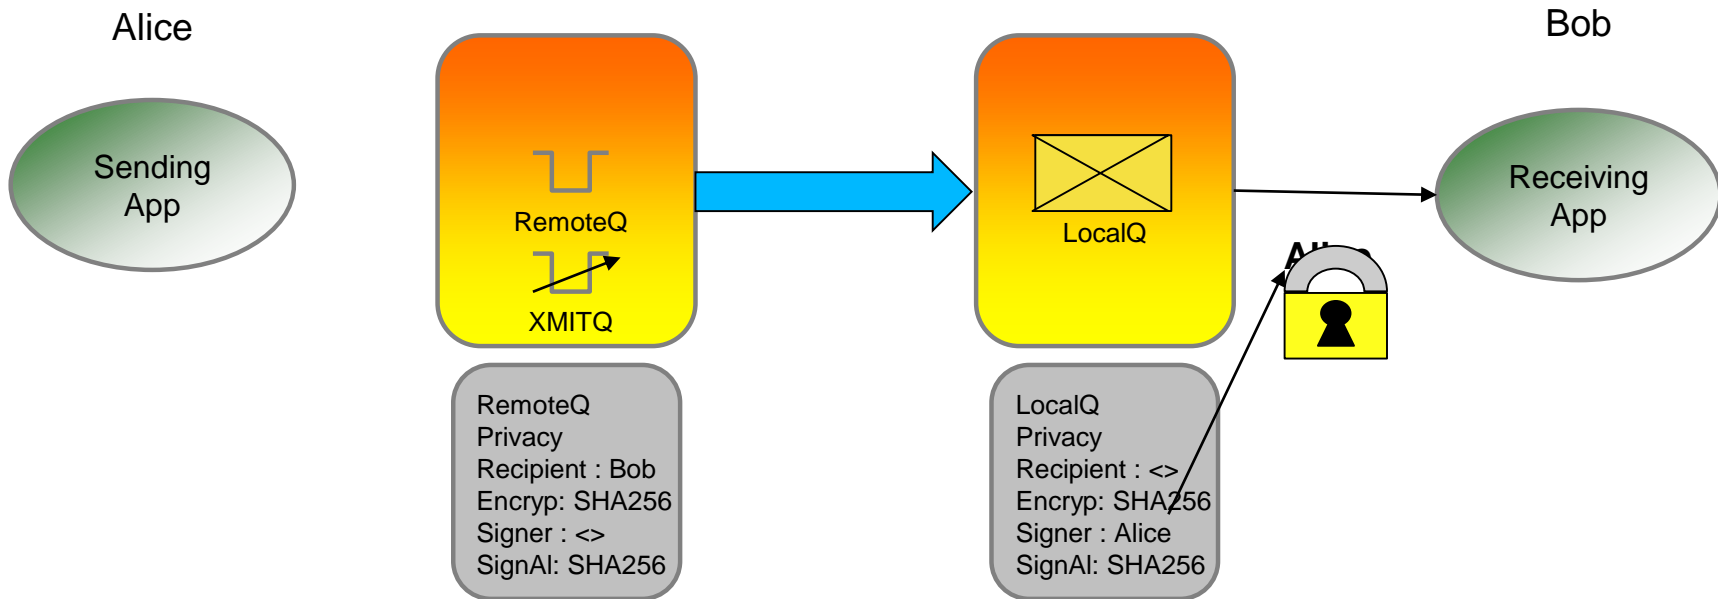 Alice
Bob
Sending
App
RemoteQ
XMITQ
LocalQ
Receiving
App
RemoteQ
Privacy
Recipient : Bob
Encryp: SHA256
Signer : <>
SignAl: SHA256
LocalQ
Privacy
Recipient : <>
Encryp: SHA256
Signer : Alice
SignAl: SHA256